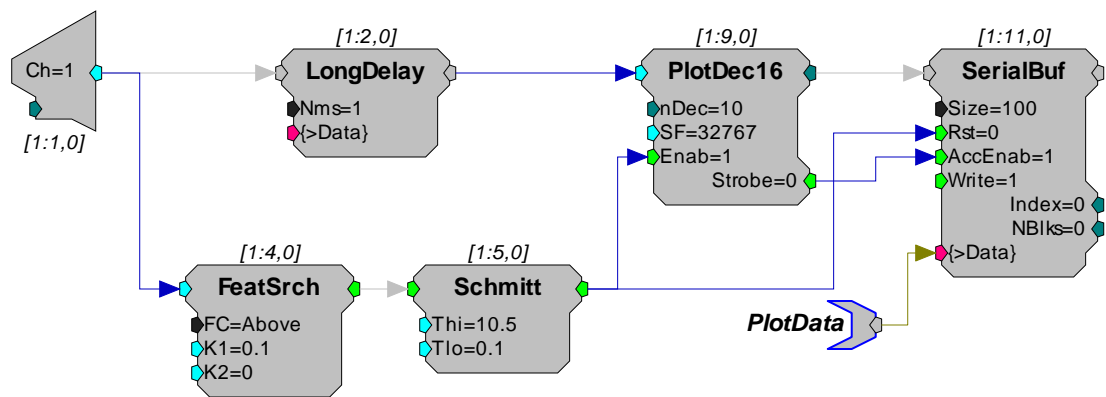 Ch=1
[1:1,0]
[1:2,0]
LongDelay
Nms=1
{>Data}
[1:9,0]
PlotDec16
nDec=10
SF=32767
Enab=1
Strobe=0
[1:11,0]
SerialBuf
Size=100
Rst=0
AccEnab=1
Write=1
Index=0
NBlks=0
{>Data}
[1:4,0]
FeatSrch
FC=Above
K1=0.1
K2=0
[1:5,0]
Schmitt
Thi=10.5
Tlo=0.1
PlotData